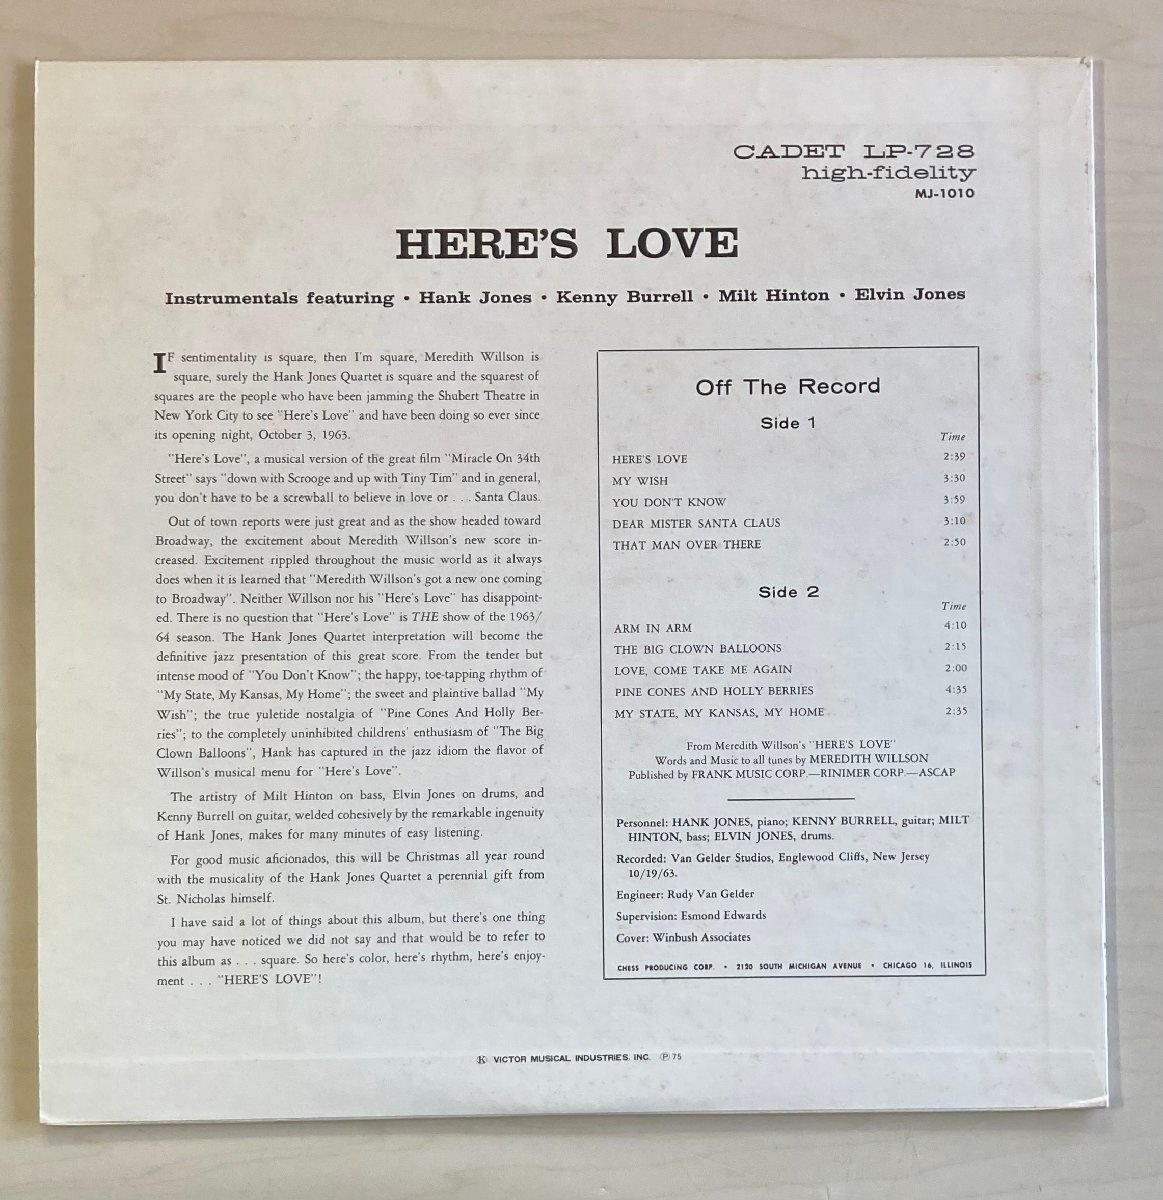 CADET LP-728
high-fidelity
MJ-1010
HERE'S LOVE
Instrumentals featuring • Hank Jones • Kenny Burrell • Milt Hinton • Elvin Jones
IF sentimentality is square, then I'm square, Meredith Willson is
square, surely the Hank Jones Quartet is square and the squarest of
squares are the people who have been jamming the Shubert Theatre in
New York City to see "Here's Love" and have been doing so ever since
its opening night, October 3, 1963.
"Here's Love", a musical version of the great film "Miracle On 34th
Street" says "down with Scrooge and up with Tiny Tim" and in general,
you don't have to be a screwball to believe in love or . . . Santa Claus.
Out of town reports were just great and as the show headed toward
Broadway, the excitement about Meredith Willson's new score in-
creased. Excitement rippled throughout the music world as it always
does when it is learned that "Meredith Willson's got a new one coming
to Broadway". Neither Willson nor his "Here's Love" has disappoint-
ed. There is no question that "Here's Love" is THE show of the 1963/
64 season. The Hank Jones Quartet interpretation will become the
definitive jazz presentation of this great score. From the tender but
intense mood of "You Don't Know"; the happy, toe-tapping rhythm of
"My State, My Kansas, My Home"; the sweet and plaintive ballad "My
Wish"; the true yuletide nostalgia of "Pine Cones And Holly Ber-
ries"; to the completely uninhibited childrens' enthusiasm of "The Big
Clown Balloons", Hank has captured in the jazz idiom the flavor of
Willson's musical menu for "Here's Love".
The artistry of Milt Hinton on bass, Elvin Jones on drums, and
Kenny Burrell on guitar, welded cohesively by the remarkable ingenuity
of Hank Jones, makes for many minutes of easy listening.
For good music aficionados, this will be Christmas all year round
with the musicality of the Hank Jones Quartet a perennial gift from
St. Nicholas himself.
I have said a lot of things about this album, but there's one thing
you may have noticed we did not say and that would be to refer to
this album as . . . square. So here's color, here's rhythm, here's enjoy-
ment . . . "HERE'S LOVE"!
Off The Record
Side 1
Time
HERE'S LOVE 2:39
MY WISH 3:30
YOU DON'T KNOW 3:59
DEAR MISTER SANTA CLAUS 3:10
THAT MAN OVER THERE 2:50
Side 2
Time
ARM IN ARM 4:10
THE BIG CLOWN BALLOONS 2:15
LOVE, COME TAKE ME AGAIN 2:00
PINE CONES AND HOLLY BERRIES 4:35
MY STATE, MY KANSAS, MY HOME 2:35
From Meredith Willson's "HERE'S LOVE"
Words and Music to all tunes by MEREDITH WILLSON
Published by FRANK MUSIC CORP.—RINIMER CORP.—ASCAP
Personnel: HANK JONES, piano; KENNY BURRELL, guitar; MILT
HINTON, bass; ELVIN JONES, drums.
Recorded: Van Gelder Studios, Englewood Cliffs, New Jersey
10/19/63.
Engineer: Rudy Van Gelder
Supervision: Esmond Edwards
Cover: Winbush Associates
CHESS PRODUCING CORP. • 2120 SOUTH MICHIGAN AVENUE • CHICAGO 16, ILLINOIS
Ⓚ VICTOR MUSICAL INDUSTRIES, INC. Ⓟ 75